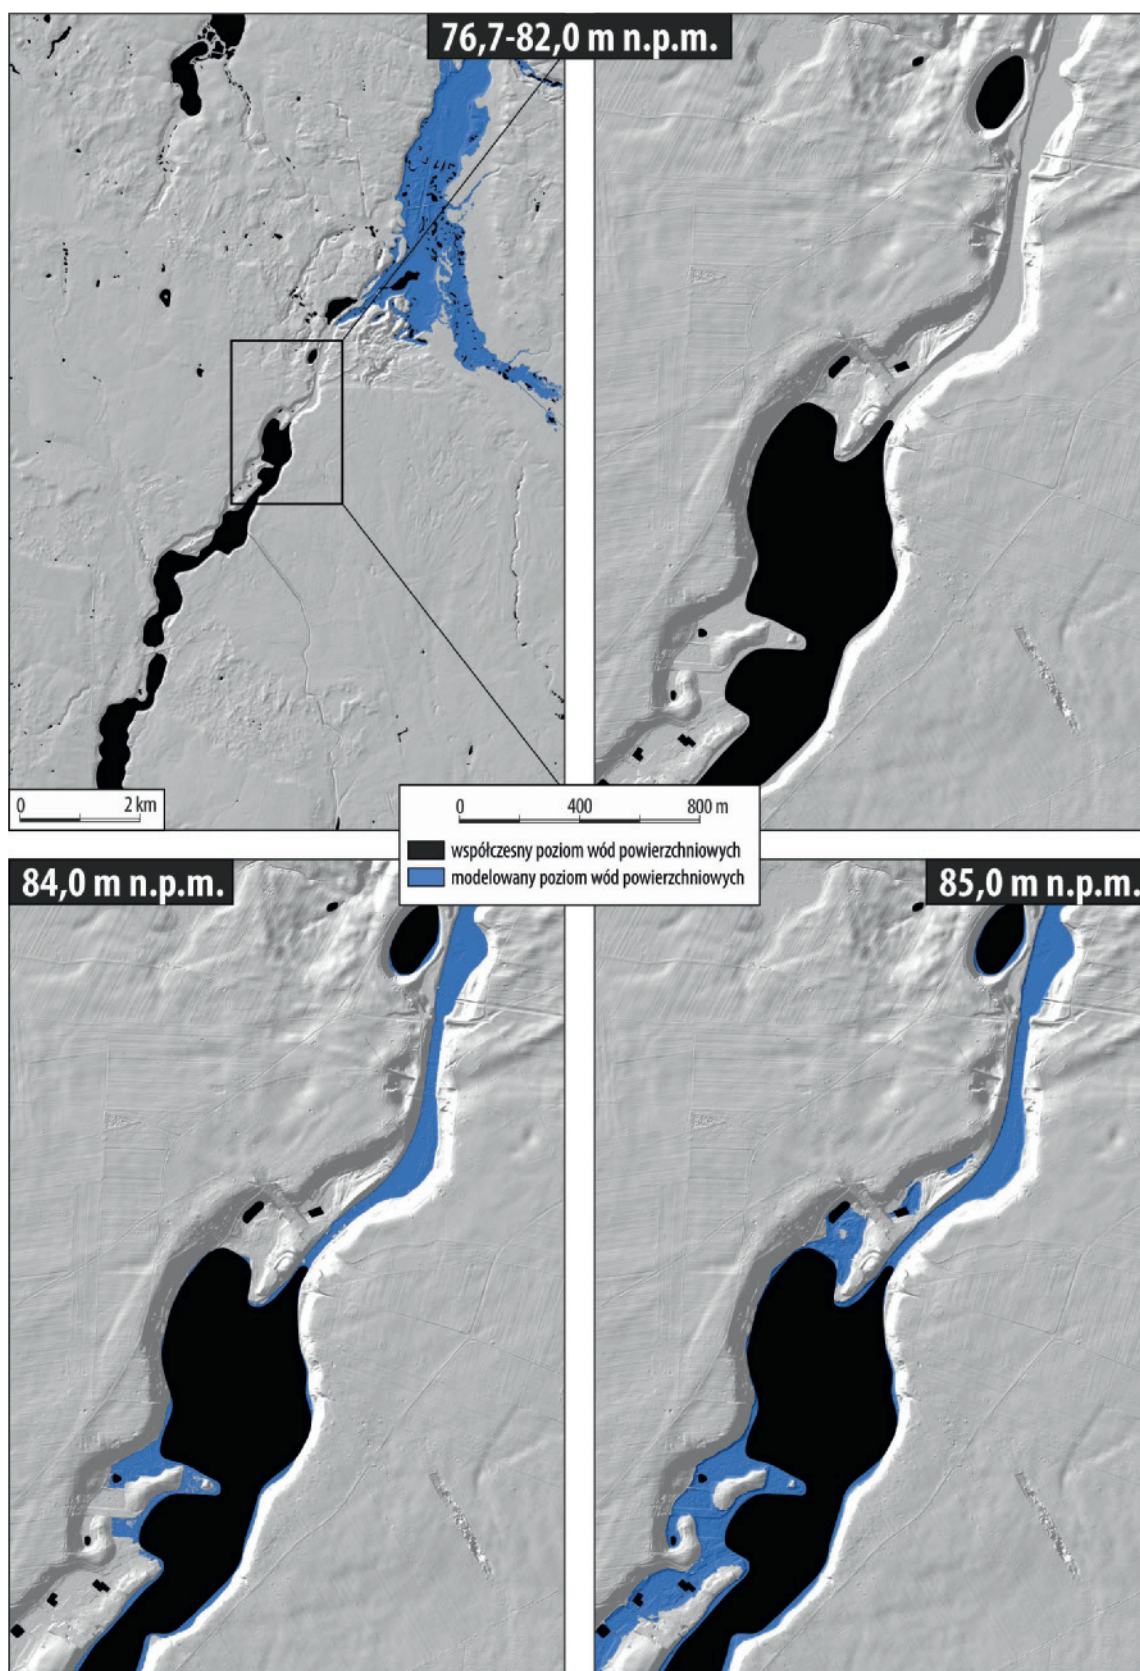 76,7-82,0 m n.p.m.
0 2 km
0 400 800 m
współczesny poziom wód powierzchniowych
modelowany poziom wód powierzchniowych
84,0 m n.p.m.
85,0 m n.p.m.